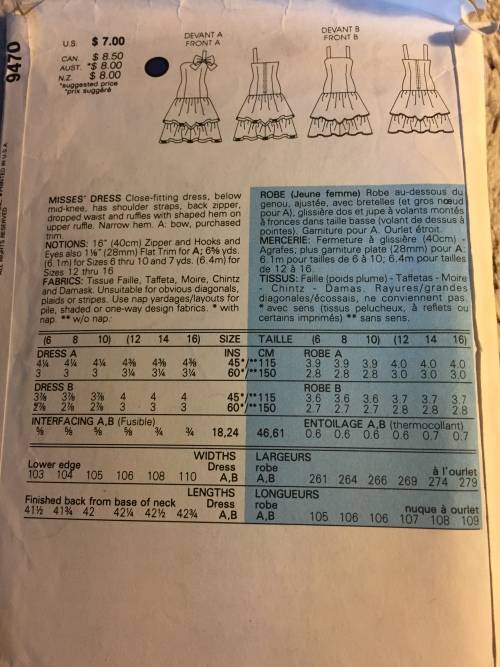 9470
PRINTED IN U.S.A.
ALL RIGHTS RESERVED
U.S. $ 7.00
CAN. $ 8.50
AUST. *$ 8.00
N.Z. $ 8.00
*suggested price
*prix suggéré
DEVANT A
FRONT A
DEVANT B
FRONT B
MISSES' DRESS Close-fitting dress, below
mid-knee, has shoulder straps, back zipper,
dropped waist and ruffles with shaped hem on
upper ruffle. Narrow hem. A: bow, purchased
trim.
NOTIONS: 16" (40cm) Zipper and Hooks and
Eyes also 1⅛" (28mm) Flat Trim for A; 6⅝ yds.
(6.1m) for Sizes 6 thru 10 and 7 yds. (6.4m) for
Sizes 12 thru 16
FABRICS: Tissue Faille, Taffeta, Moire, Chintz
and Damask. Unsuitable for obvious diagonals,
plaids or stripes. Use nap yardages/layouts for
pile, shaded or one-way design fabrics. * with
nap. ** w/o nap.
ROBE (Jeune femme) Robe au-dessous du
genou, ajustée, avec bretelles (et gros nœud
pour A), glissière dos et jupe à volants montés
à fronces dans taille basse (volant de dessus à
pointes). Garniture pour A. Ourlet étroit.
MERCERIE: Fermeture à glissière (40cm) -
Agrafes, plus garniture plate (28mm) pour A;
6.1m pour tailles de 6 à 10; 6.4m pour tailles
de 12 à 16.
TISSUS: Faille (poids plume) - Taffetas - Moire
- Chintz - Damas. Rayures/grandes
diagonales/écossais, ne conviennent pas.
* avec sens (tissus pelucheux, à reflets ou
certains imprimés) ** sans sens.
(6 8 10) (12 14 16) SIZE TAILLE (6 8 10) (12 14 16)
DRESS A INS CM ROBE A
4¼ 4¼ 4¼ 4⅜ 4⅜ 4⅜ 45*/**115 3.9 3.9 3.9 4.0 4.0 4.0
3 3 3 3¼ 3¼ 3¼ 60*/**150 2.8 2.8 2.8 3.0 3.0 3.0
DRESS B ROBE B
3⅞ 3⅞ 3⅞ 4 4 4 45*/**115 3.6 3.6 3.6 3.7 3.7 3.7
2⅞ 2⅞ 2⅞ 3 3 3 60*/**150 2.7 2.7 2.7 2.8 2.8 2.8
INTERFACING A,B (Fusible) ENTOILAGE A,B (thermocollant)
⅝ ⅝ ⅝ ⅝ ¾ ¾ 18,24 46,61 0.6 0.6 0.6 0.6 0.7 0.7
WIDTHS LARGEURS
Lower edge Dress robe à l'ourlet
103 104 105 106 108 110 A,B A,B 261 264 266 269 274 279
LENGTHS LONGUEURS
Finished back from base of neck Dress robe nuque à ourlet
41½ 41¾ 42 42¼ 42½ 42¾ A,B A,B 105 106 106 107 108 109